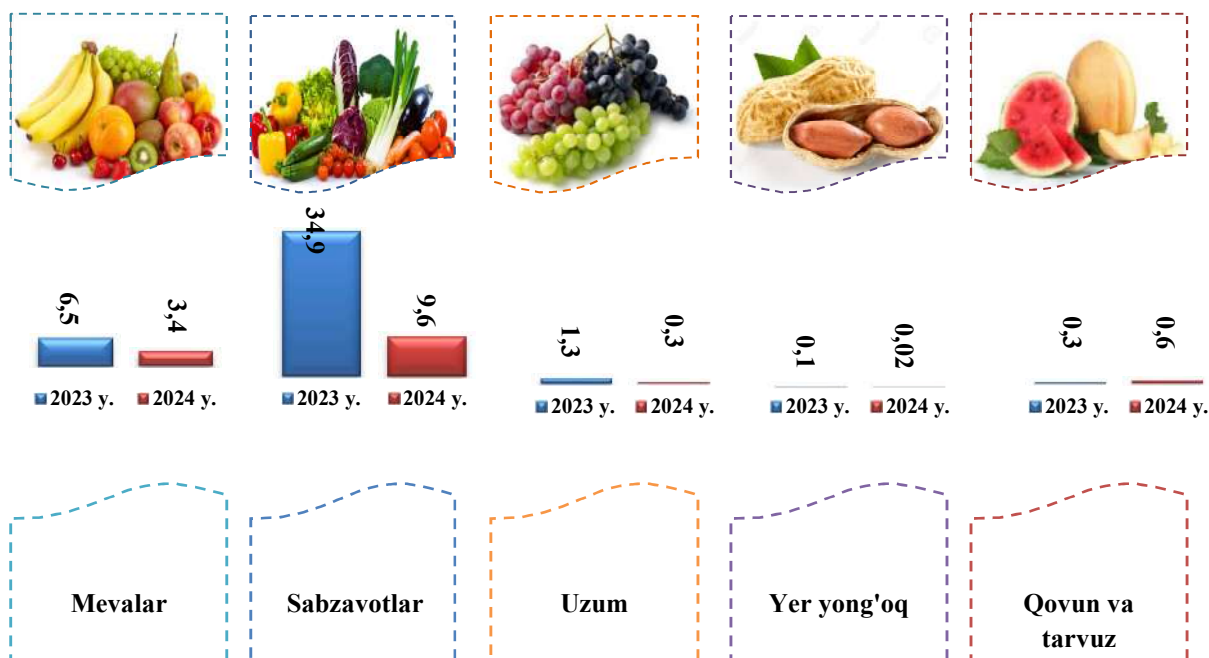 34,9
6,5
3,4
9,6
1,3
0,3
0,1
0,02
0,3
0,6
2023 y. 2024 y.
2023 y. 2024 y.
2023 y. 2024 y.
2023 y. 2024 y.
2023 y. 2024 y.
Mevalar
Sabzavotlar
Uzum
Yer yong'oq
Qovun va
tarvuz